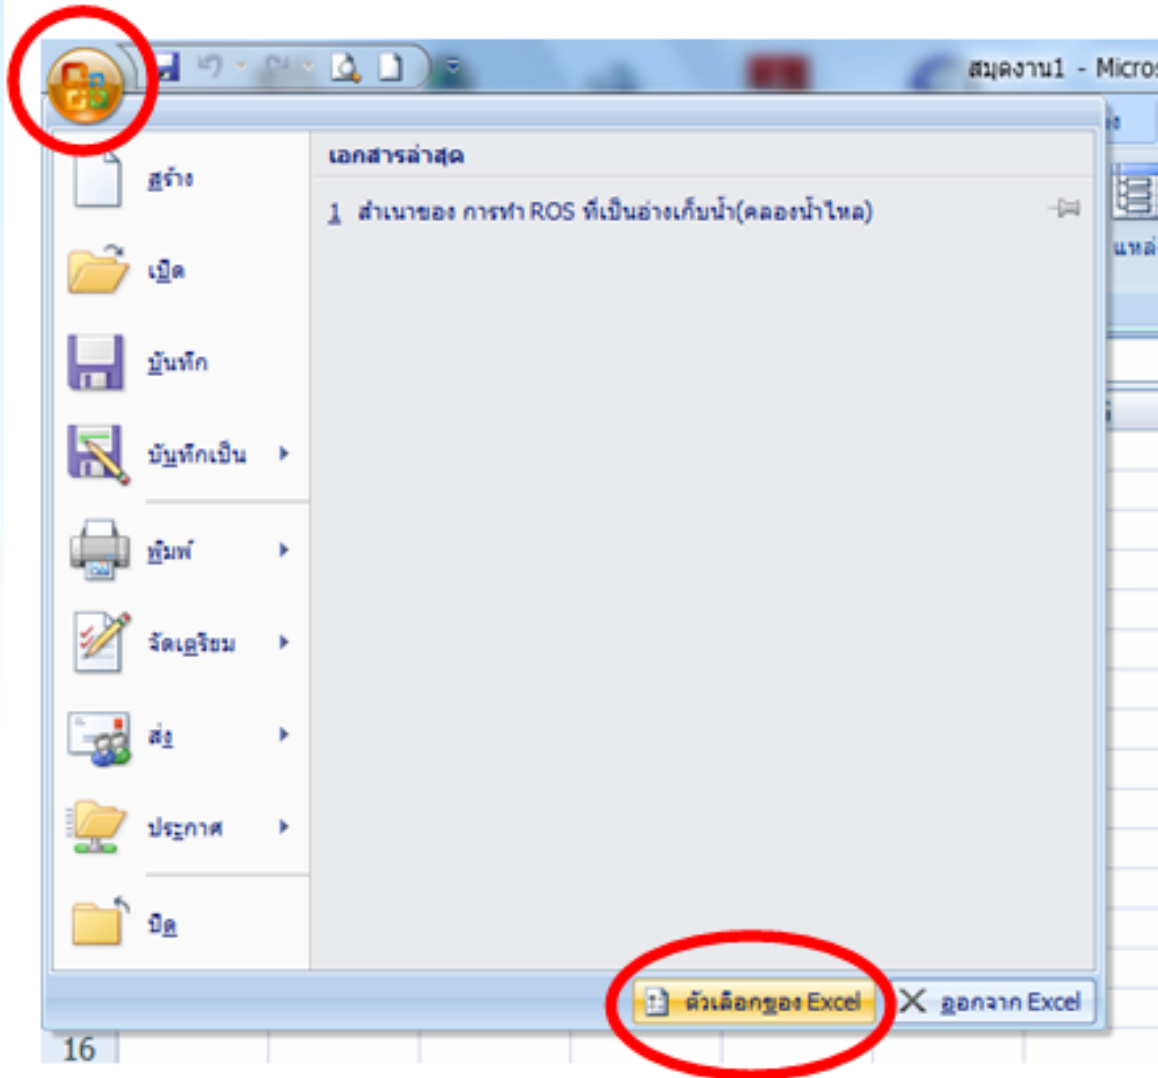 สมุดงาน1 - Micros
เอกสารล่าสุด
สร้าง
1 สำเนาของ การทำ ROS ที่เป็นอ่างเก็บน้ำ(คลองน้ำไหล)
เปิด
บันทึก
บันทึกเป็น
พิมพ์
จัดเตรียม
ส่ง
ประกาศ
ปิด
ตัวเลือกของ Excel
ออกจาก Excel
16